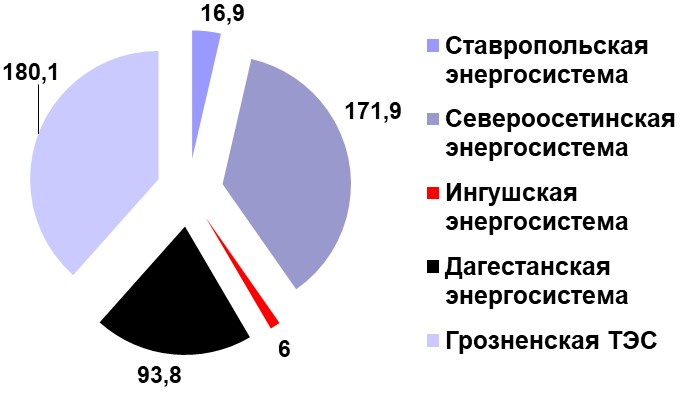 16,9
180,1
171,9
6
93,8
Ставропольская
энергосистема
Североосетинская
энергосистема
Ингушская
энергосистема
Дагестанская
энергосистема
Грозненская ТЭС